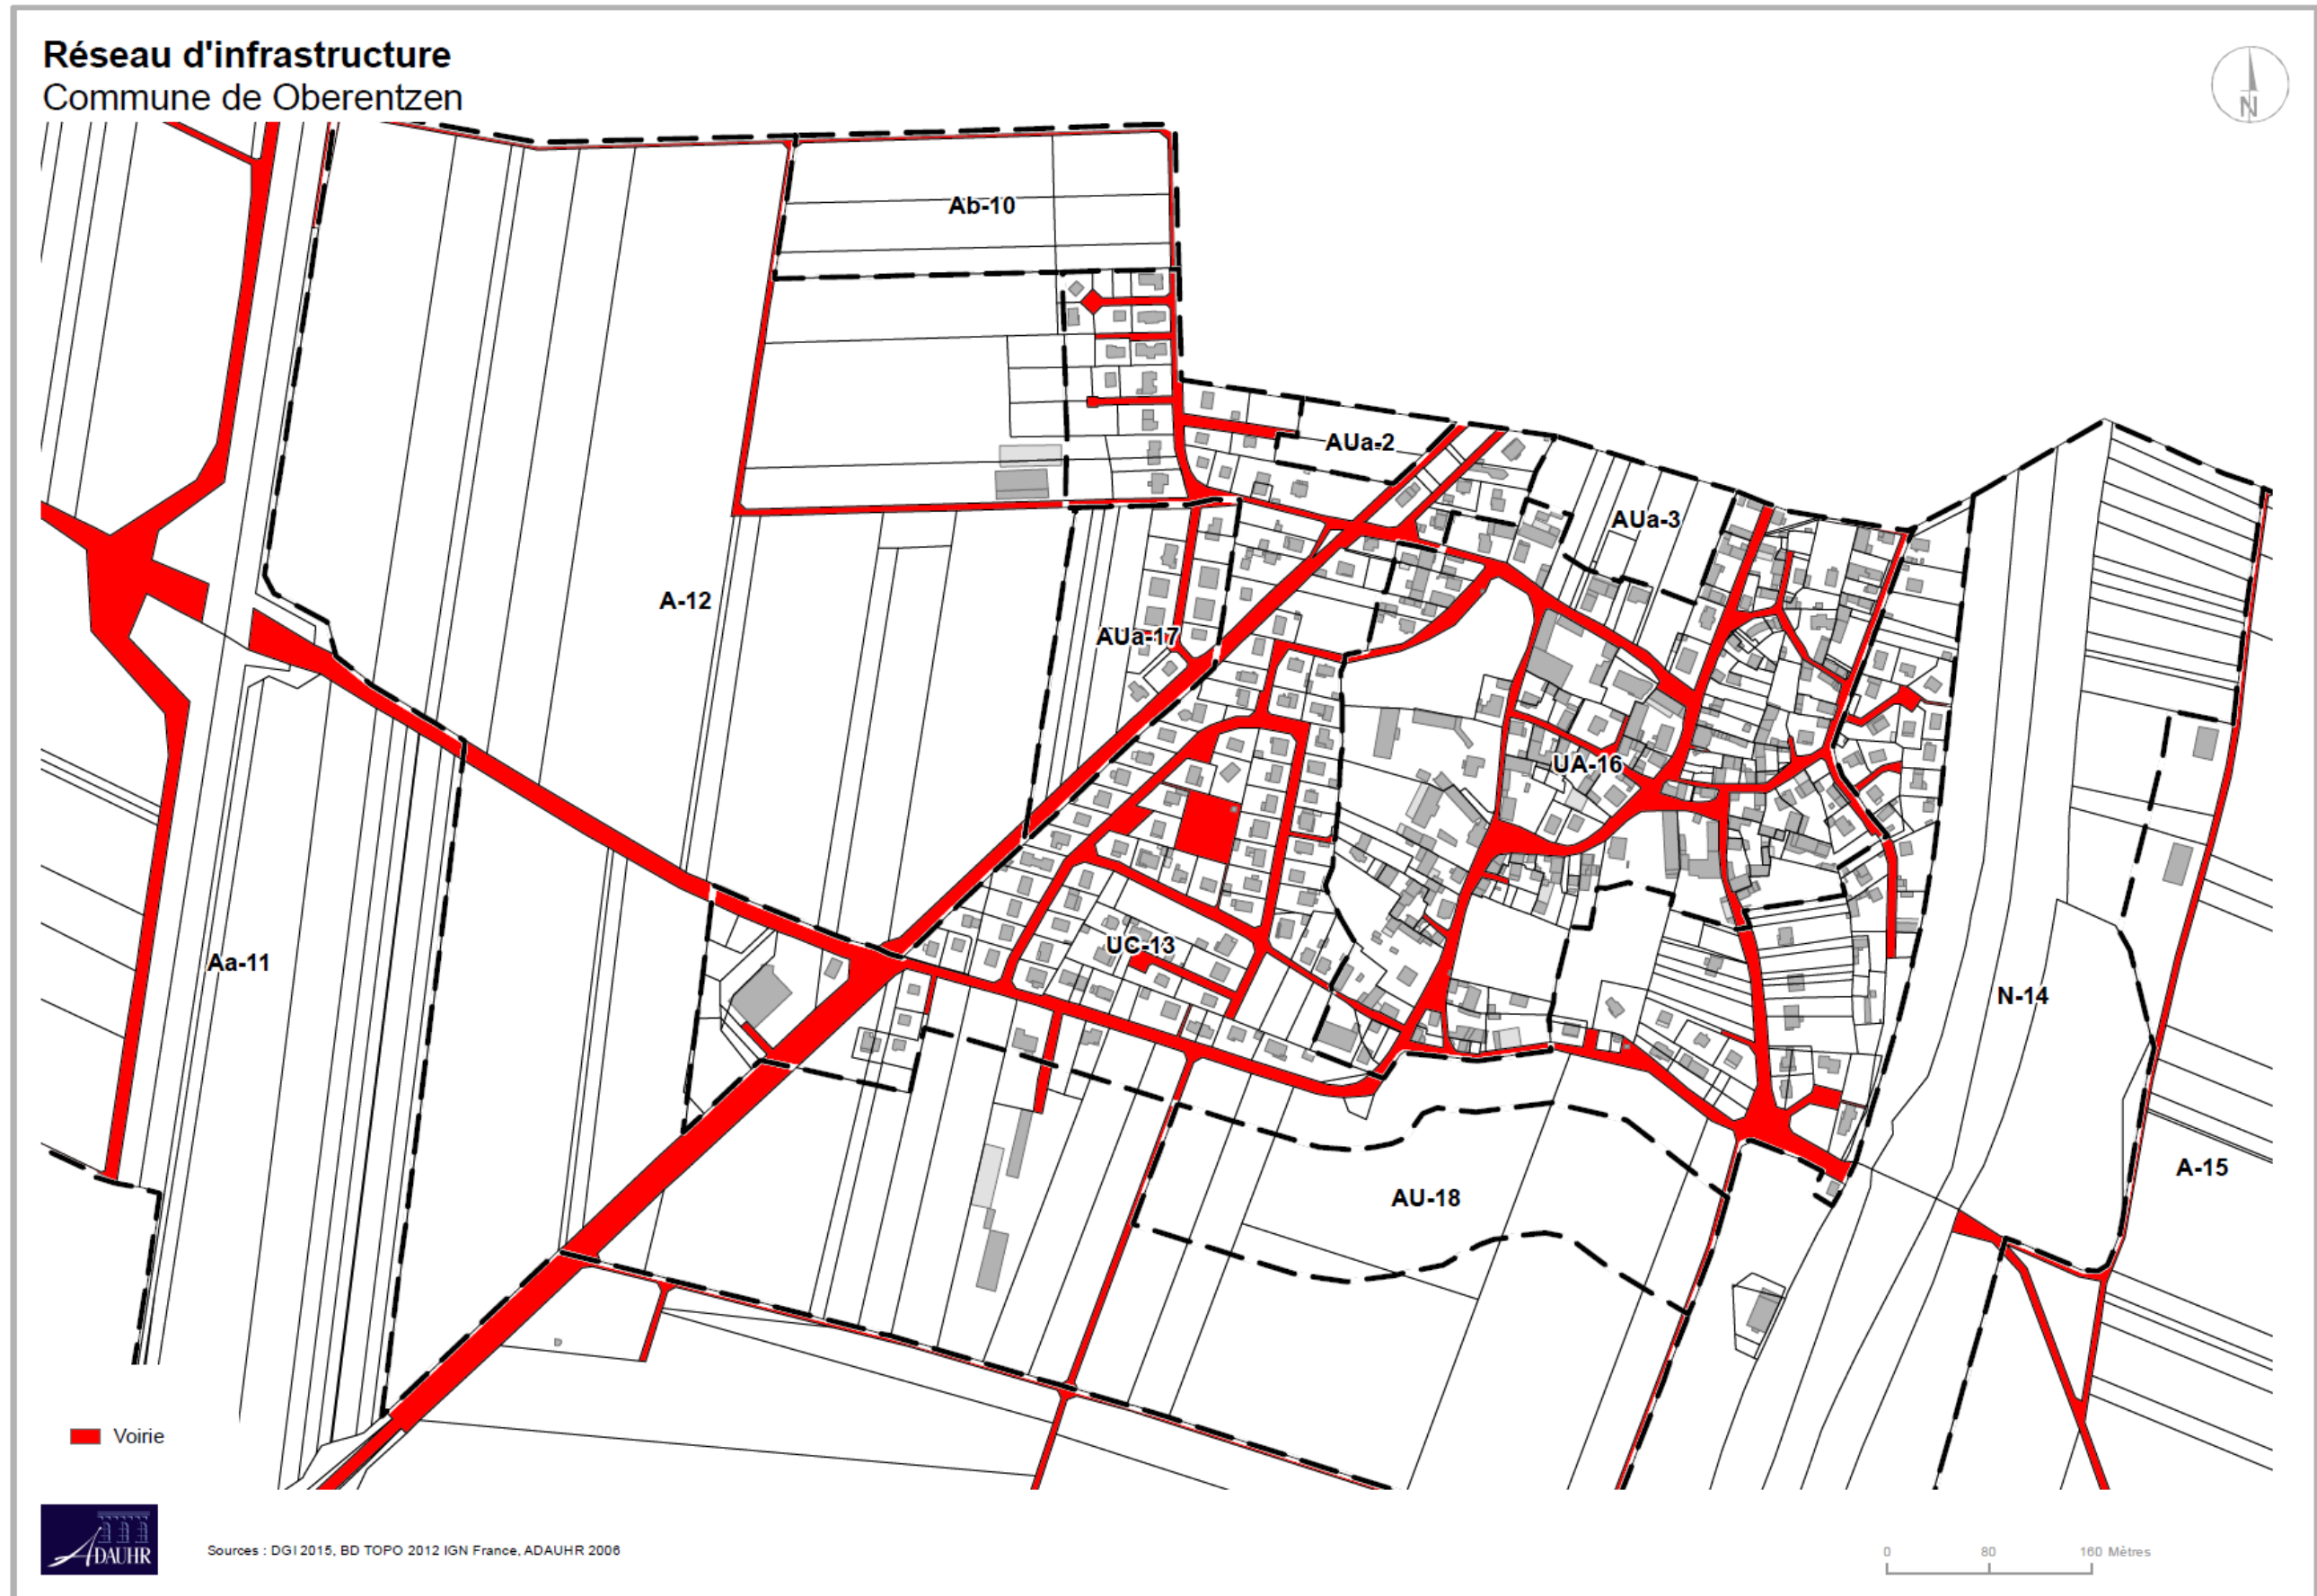 Réseau d'infrastructure
Commune de Oberentzen
N
Ab-10
AUa-2
AUa-3
A-12
AUa-17
UA-16
UC-13
Aa-11
N-14
A-15
AU-18
Voirie
ADAUHR
Sources : DGI 2015, BD TOPO 2012 IGN France, ADAUHR 2006
0 80 160 Mètres